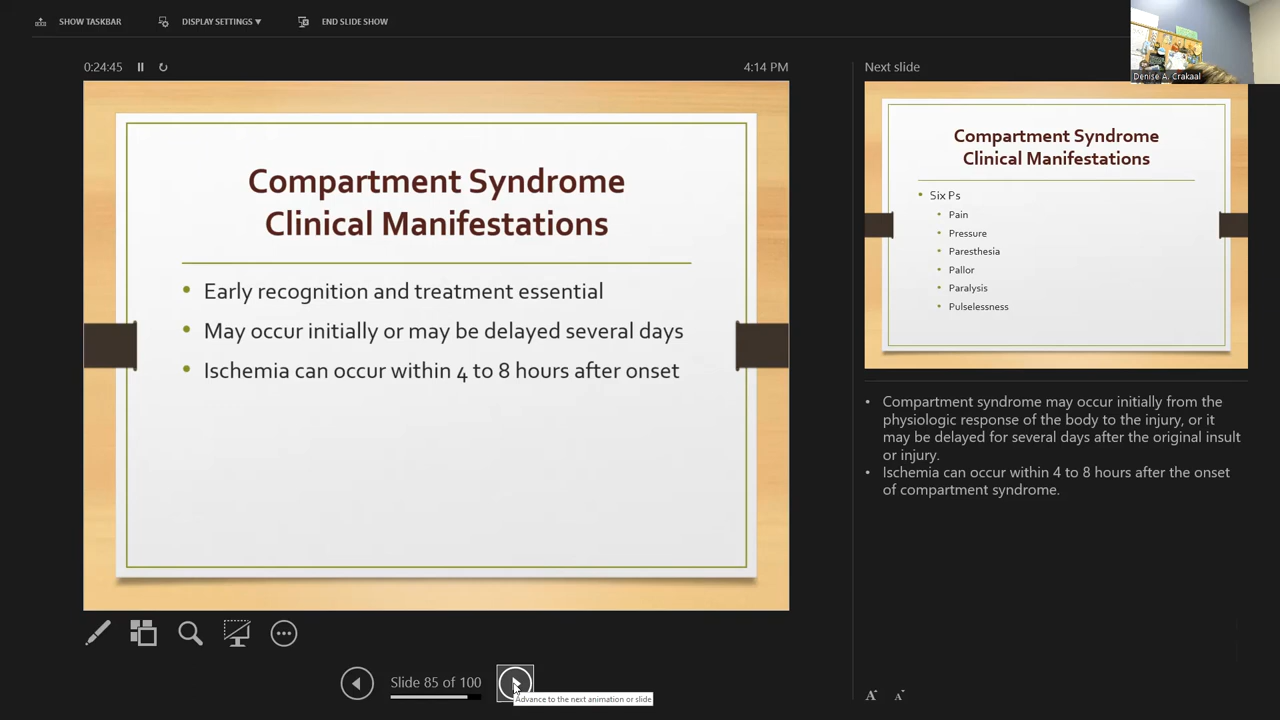 SHOW TASKBAR
DISPLAY SETTINGS ▼
END SLIDE SHOW
Denise A. Crakaal
0:24:45
4:14 PM
Compartment Syndrome
Clinical Manifestations
• Early recognition and treatment essential
• May occur initially or may be delayed several days
• Ischemia can occur within 4 to 8 hours after onset
Slide 85 of 100
Advance to the next animation or slide
Next slide
Compartment Syndrome
Clinical Manifestations
• Six Ps
• Pain
• Pressure
• Paresthesia
• Pallor
• Paralysis
• Pulselessness
• Compartment syndrome may occur initially from the
physiologic response of the body to the injury, or it
may be delayed for several days after the original insult
or injury.
• Ischemia can occur within 4 to 8 hours after the onset
of compartment syndrome.
A A